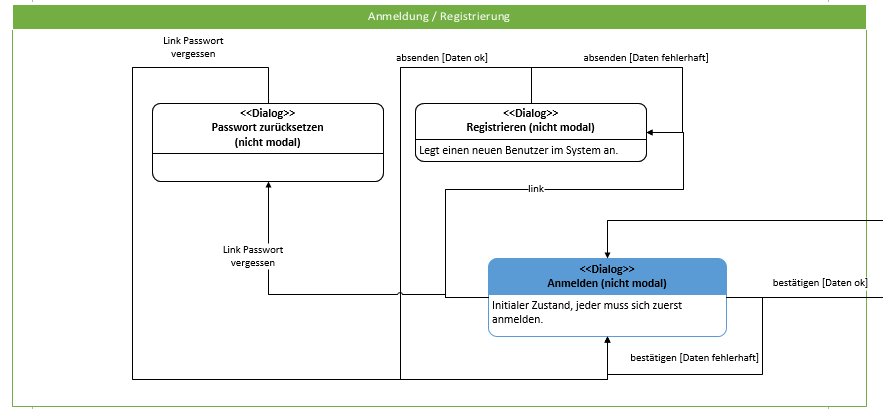 Anmeldung / Registrierung
Link Passwort
vergessen
absenden [Daten ok]
absenden [Daten fehlerhaft]
<<Dialog>>
Passwort zurücksetzen
(nicht modal)
<<Dialog>>
Registrieren (nicht modal)
Legt einen neuen Benutzer im System an.
link
Link Passwort
vergessen
<<Dialog>>
Anmelden (nicht modal)
Initialer Zustand, jeder muss sich zuerst
anmelden.
bestätigen [Daten ok]
bestätigen [Daten fehlerhaft]